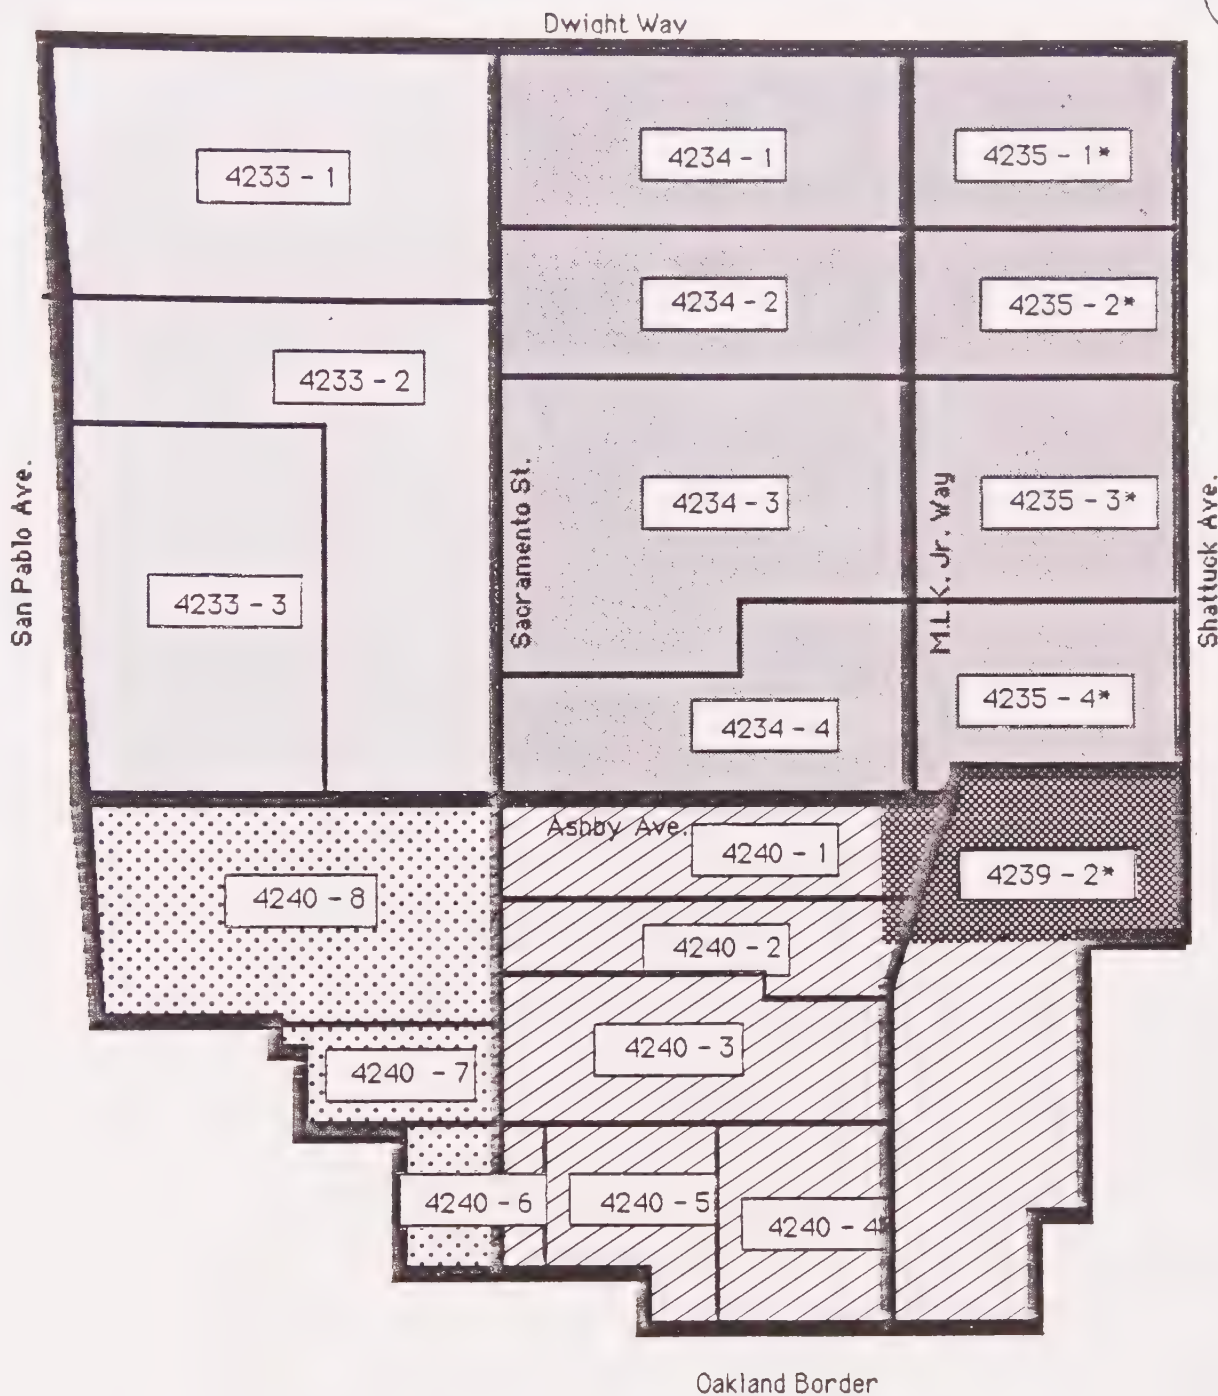 Dwight Way
4233 - 1
4234 - 1
4235 - 1*
4234 - 2
4235 - 2*
4233 - 2
San Pablo Ave.
Sacramento St.
4234 - 3
M.L.K. Jr. Way
4235 - 3*
Shattuck Ave.
4233 - 3
4235 - 4*
4234 - 4
Ashby Ave.
4240 - 1
4239 - 2*
4240 - 8
4240 - 2
4240 - 3
4240 - 7
4240 - 6
4240 - 5
4240 - 4
Oakland Border